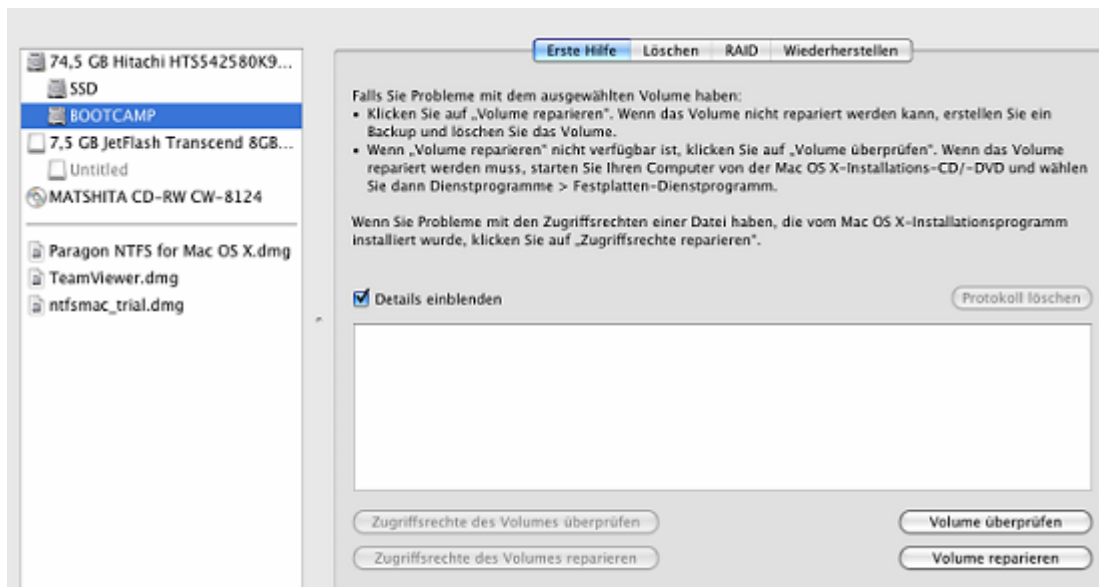 74,5 GB Hitachi HTS542580K9...
SSD
BOOTCAMP
7,5 GB JetFlash Transcend 8GB...
Untitled
MATSHITA CD-RW CW-8124
Paragon NTFS for Mac OS X.dmg
TeamViewer.dmg
ntfsmac_trial.dmg
Erste Hilfe Löschen RAID Wiederherstellen
Falls Sie Probleme mit dem ausgewählten Volume haben:
• Klicken Sie auf „Volume reparieren“. Wenn das Volume nicht repariert werden kann, erstellen Sie ein
Backup und löschen Sie das Volume.
• Wenn „Volume reparieren“ nicht verfügbar ist, klicken Sie auf „Volume überprüfen“. Wenn das Volume
repariert werden muss, starten Sie Ihren Computer von der Mac OS X-Installations-CD/-DVD und wählen
Sie dann Dienstprogramme > Festplatten-Dienstprogramm.
Wenn Sie Probleme mit den Zugriffsrechten einer Datei haben, die vom Mac OS X-Installationsprogramm
installiert wurde, klicken Sie auf „Zugriffsrechte reparieren“.
Details einblenden
Protokoll löschen
Zugriffsrechte des Volumes überprüfen
Volume überprüfen
Zugriffsrechte des Volumes reparieren
Volume reparieren